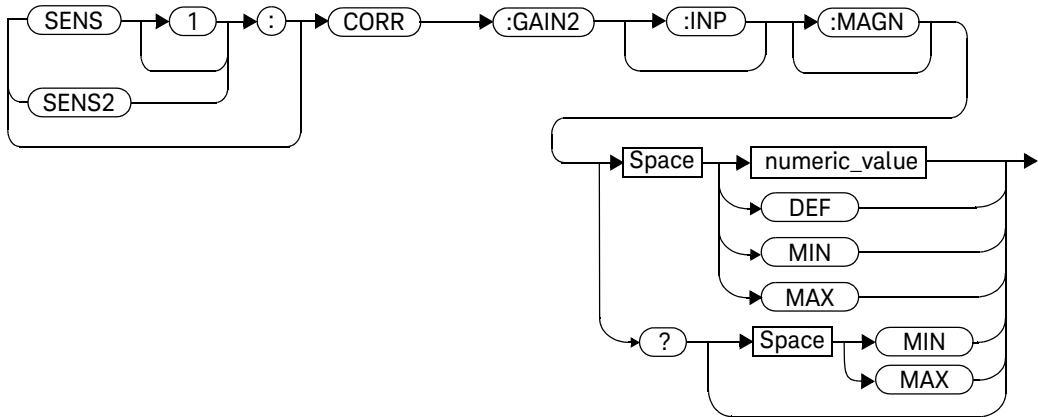 SENS 1 : CORR :GAIN2 :INP :MAGN
SENS2
Space numeric_value
DEF
MIN
MAX
? Space MIN
MAX